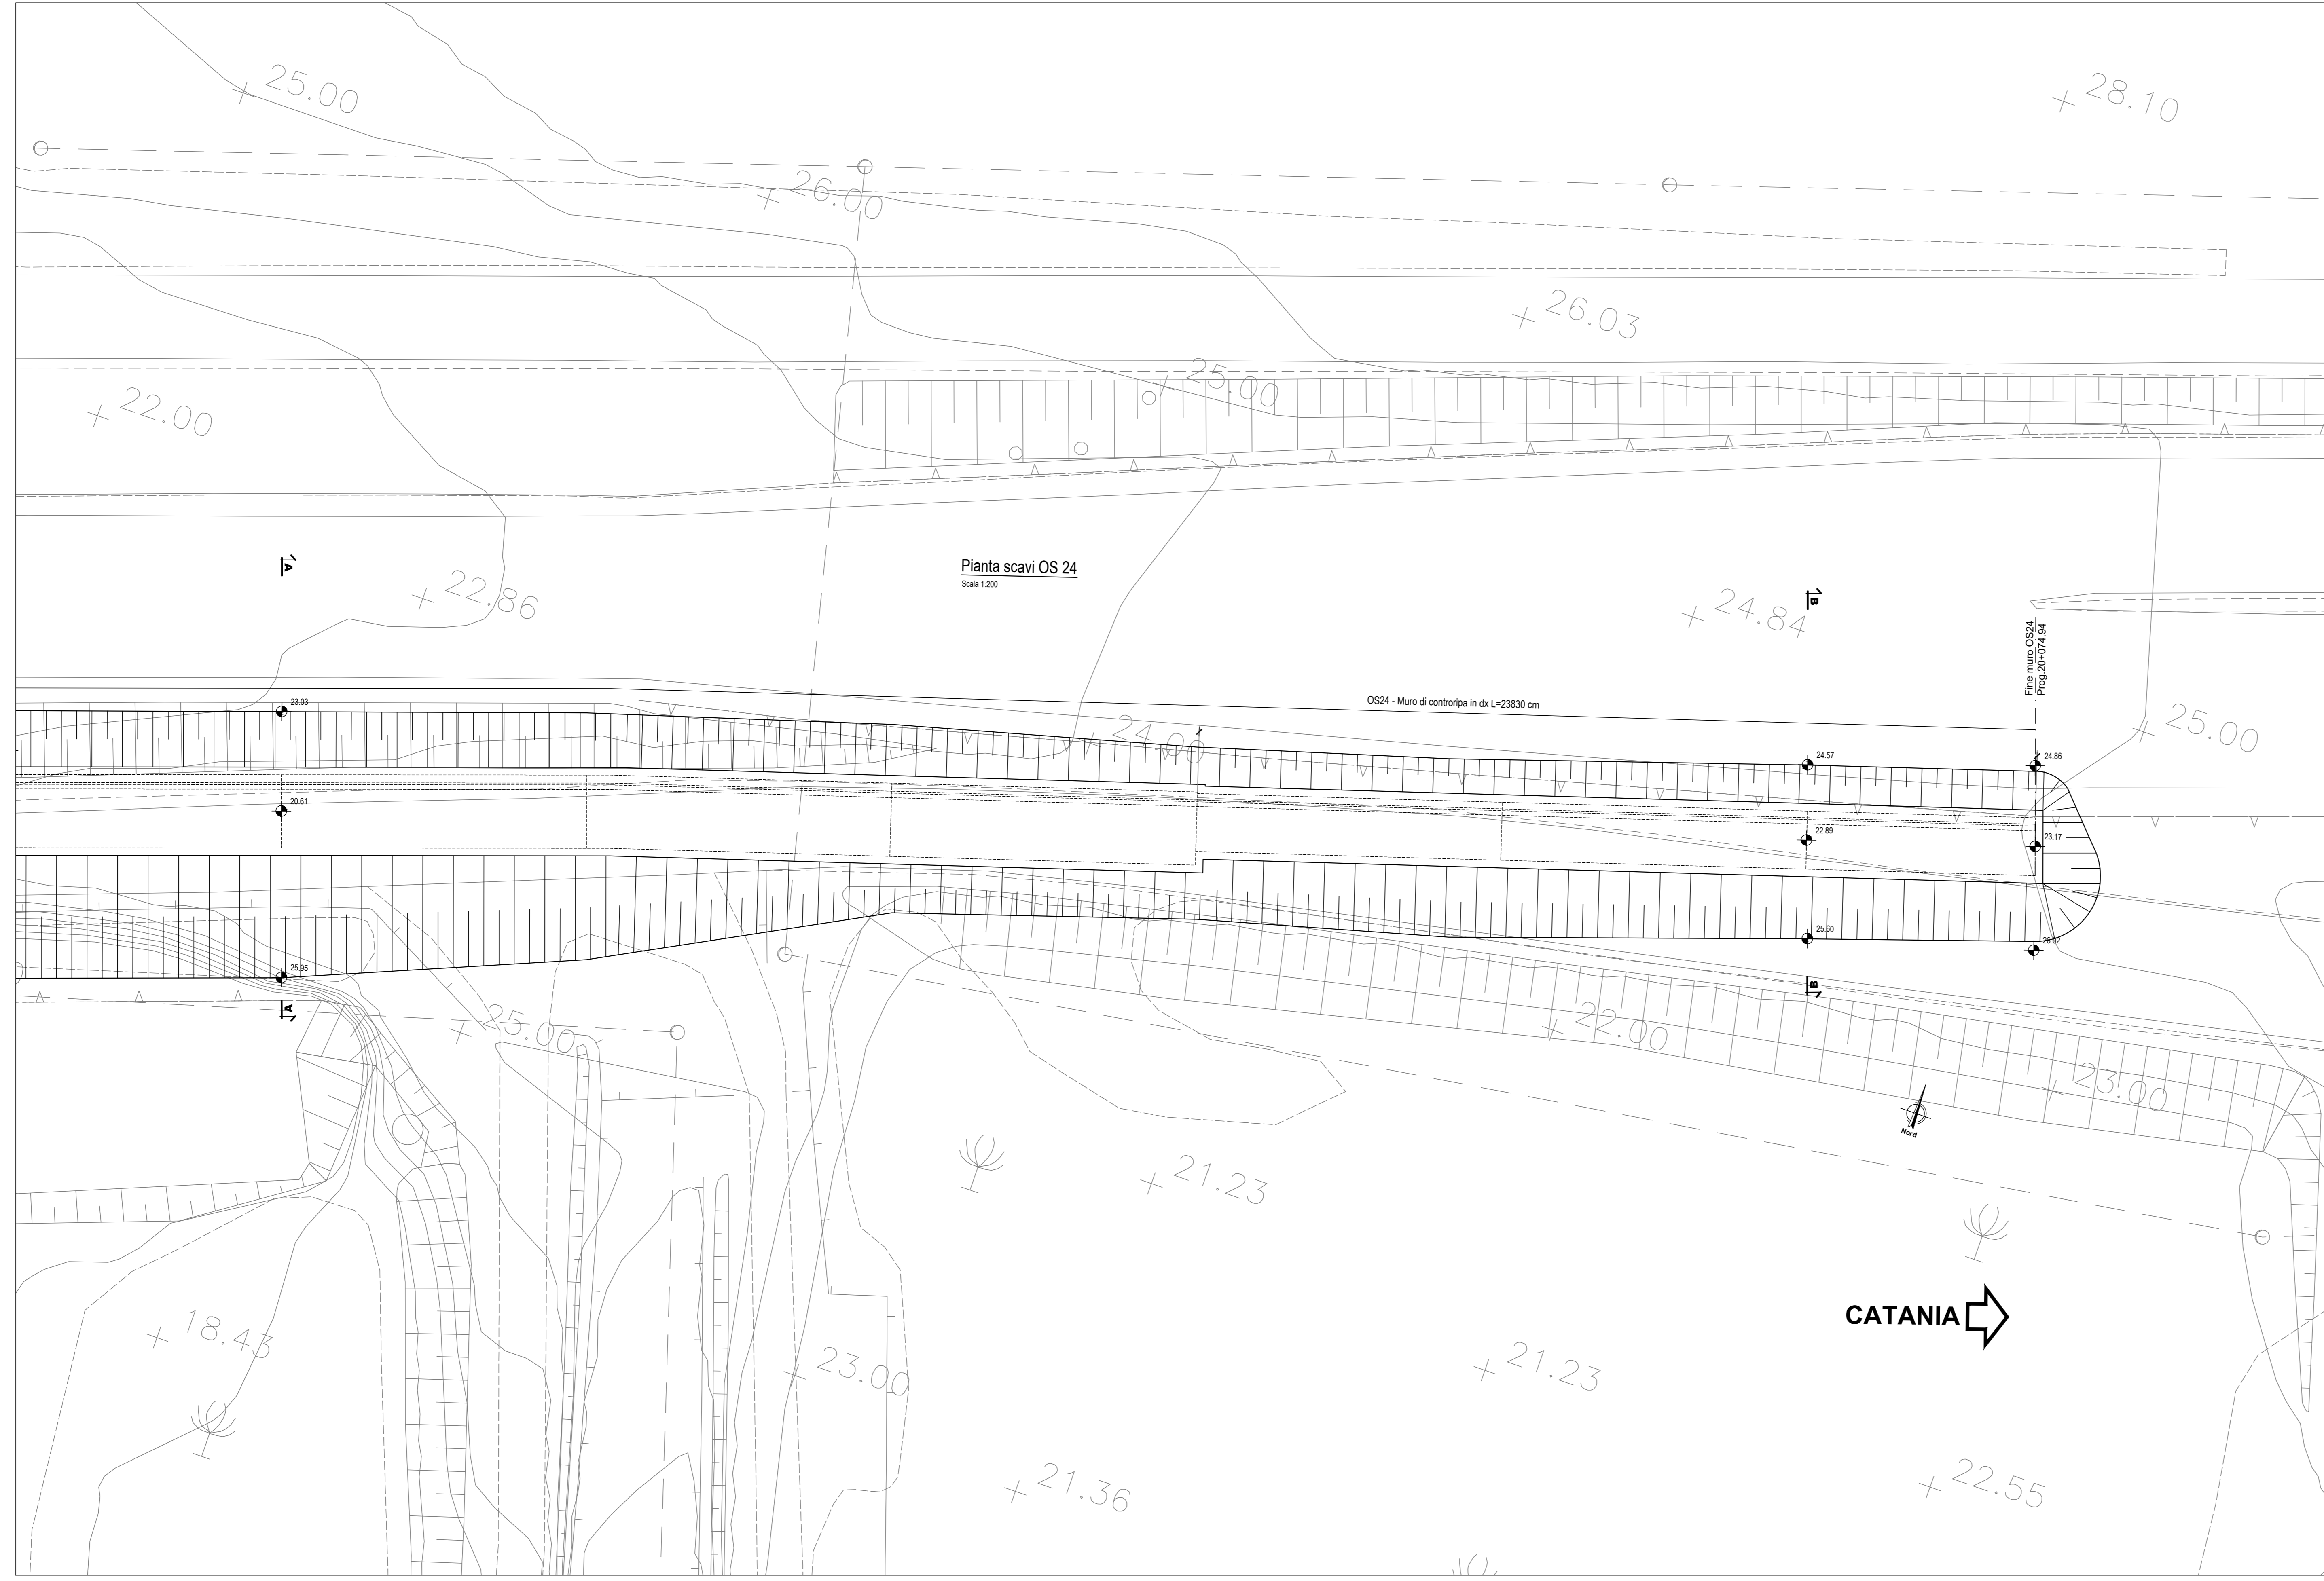 25.00
28.10
26.00
26.03
25.00
22.00
A
Pianta scavi OS 24
Scala 1:200
22.86
B
24.84
Fine muro OS24
Prog.20+074.94
OS24 - Muro di controripa in dx L=23830 cm
23.03
24.00
25.00
24.57
24.86
20.61
22.89
23.17
25.60
26.02
25.95
A
B
25.00
22.00
23.00
Nord
21.23
CATANIA
18.43
23.00
21.23
21.36
22.55